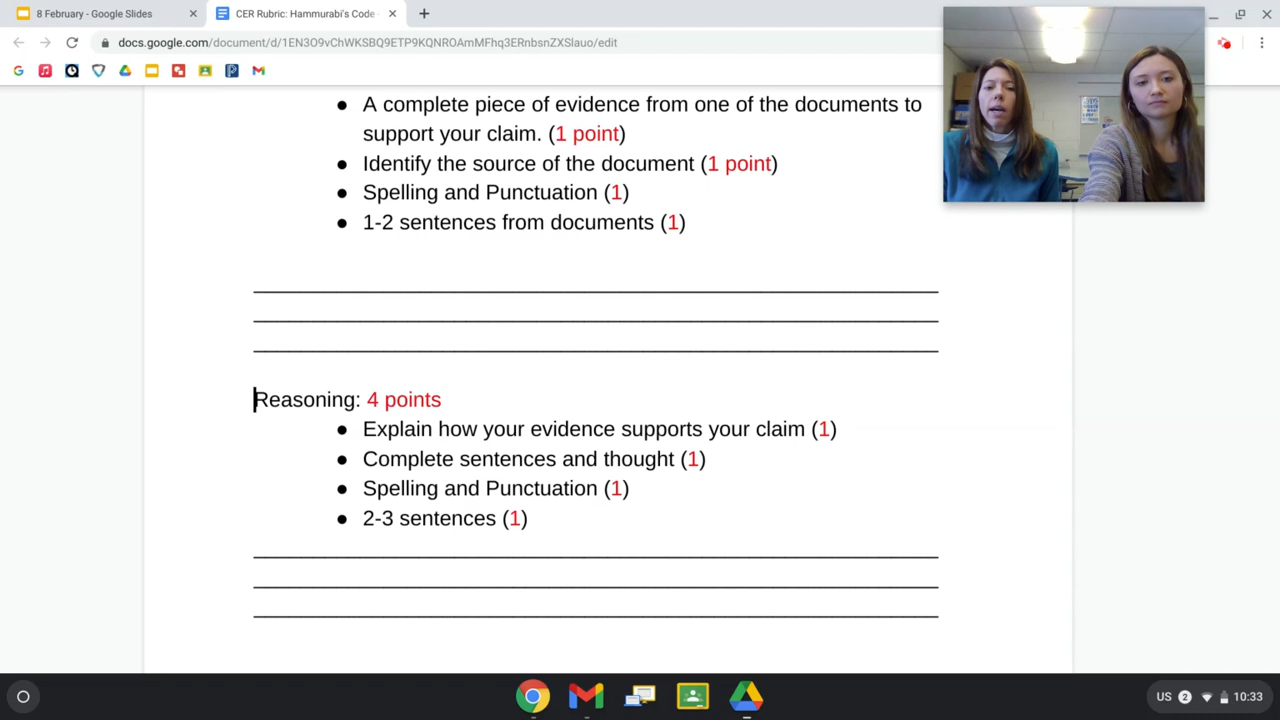 8 February - Google Slides
CER Rubric: Hammurabi's Code -
docs.google.com/document/d/1EN3O9vChWKSBQ9ETP9KQNROAmMFhq3ERnbsnZXSlauo/edit
● A complete piece of evidence from one of the documents to
support your claim. (1 point)
● Identify the source of the document (1 point)
● Spelling and Punctuation (1)
● 1-2 sentences from documents (1)
Reasoning: 4 points
● Explain how your evidence supports your claim (1)
● Complete sentences and thought (1)
● Spelling and Punctuation (1)
● 2-3 sentences (1)
US 2 10:33